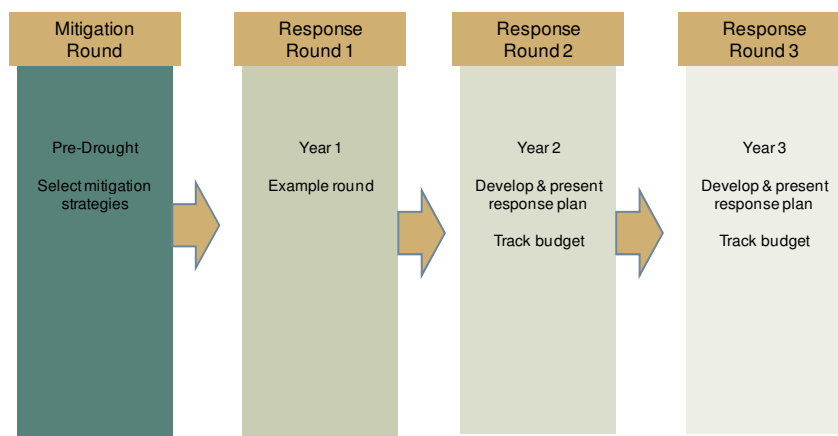 Mitigation
Round
Pre-Drought
Select mitigation
strategies
Response
Round 1
Year 1
Example round
Response
Round 2
Year 2
Develop & present
response plan
Track budget
Response
Round 3
Year 3
Develop & present
response plan
Track budget